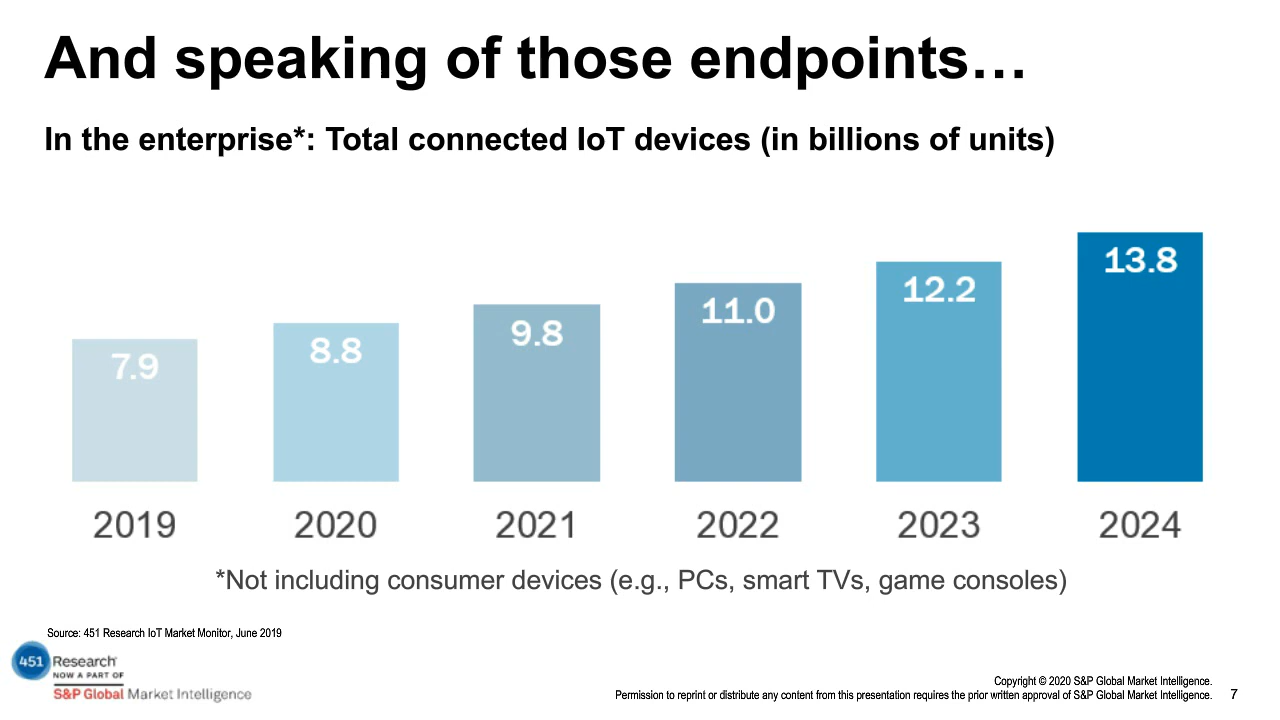 And speaking of those endpoints…
In the enterprise*: Total connected IoT devices (in billions of units)
7.9
8.8
9.8
11.0
12.2
13.8
2019
2020
2021
2022
2023
2024
*Not including consumer devices (e.g., PCs, smart TVs, game consoles)
Source: 451 Research IoT Market Monitor, June 2019
451 Research
NOW A PART OF
S&P Global Market Intelligence
Copyright © 2020 S&P Global Market Intelligence.
Permission to reprint or distribute any content from this presentation requires the prior written approval of S&P Global Market Intelligence. 7